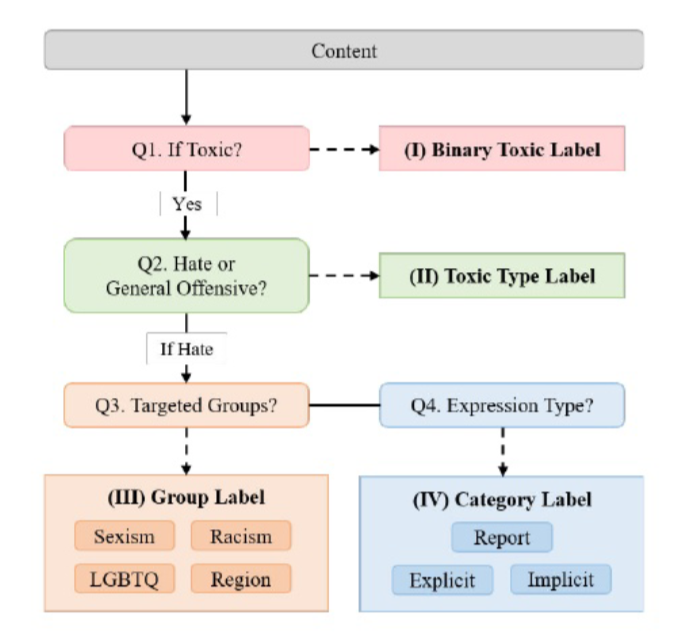 Content
Q1. If Toxic?
(I) Binary Toxic Label
Yes
Q2. Hate or
General Offensive?
(II) Toxic Type Label
If Hate
Q3. Targeted Groups?
Q4. Expression Type?
(III) Group Label
Sexism
Racism
LGBTQ
Region
(IV) Category Label
Report
Explicit
Implicit